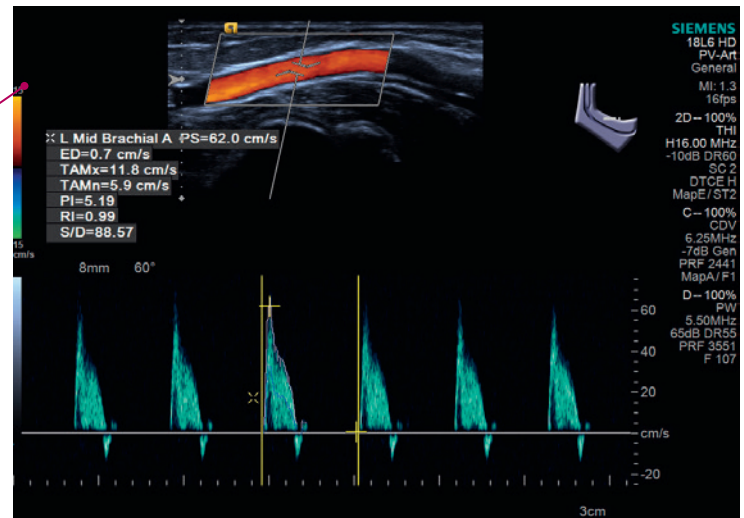 SIEMENS
18L6 HD
PV-Art
General
MI: 1.3
16fps
2D-- 100%
THI
H16.00 MHz
-10dB DR60
SC 2
DTCE H
MapE/ST2
C-- 100%
CDV
6.25MHz
-7dB Gen
PRF 2441
MapA/F1
D-- 100%
PW
5.50MHz
65dB DR55
PRF 3551
F 107
L Mid Brachial A PS=62.0 cm/s
ED=0.7 cm/s
TAMx=11.8 cm/s
TAMn=5.9 cm/s
PI=5.19
RI=0.99
S/D=88.57
15
cm/s
8mm 60°
60
40
20
cm/s
-20
3cm